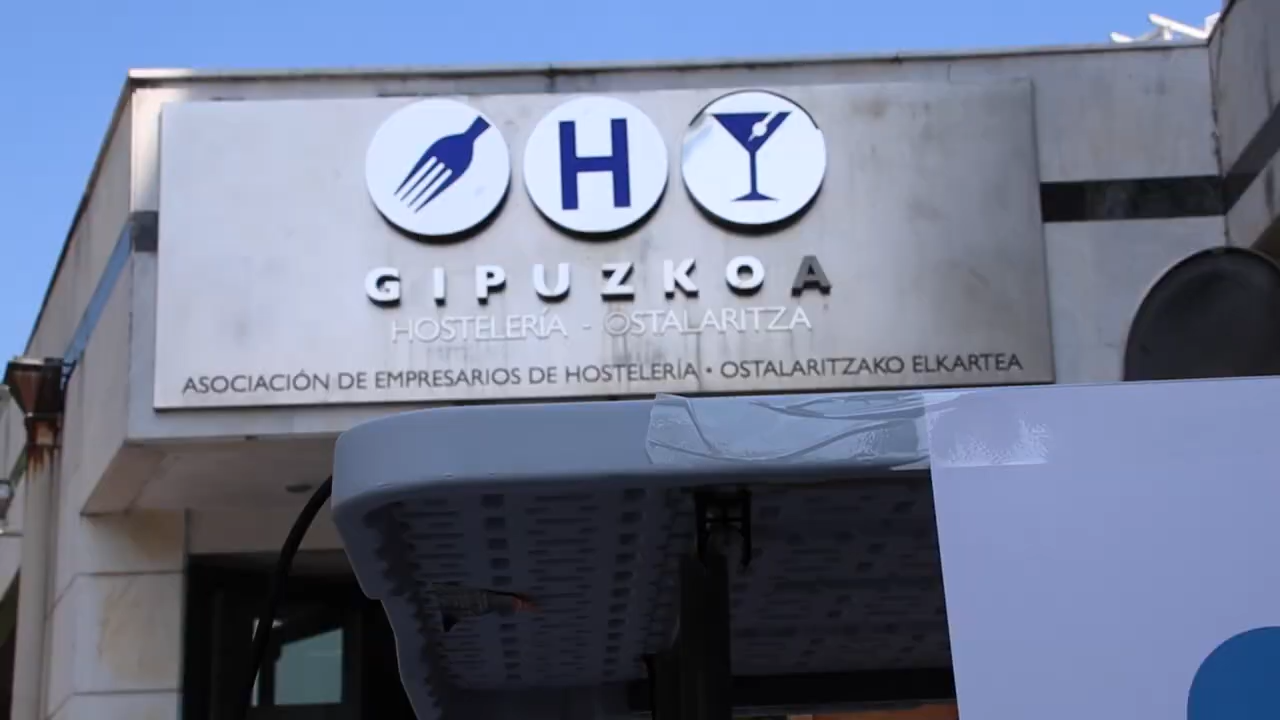 H
GIPUZKOA
HOSTELERÍA - OSTALARITZA
ASOCIACIÓN DE EMPRESARIOS DE HOSTELERÍA • OSTALARITZAKO ELKARTEA